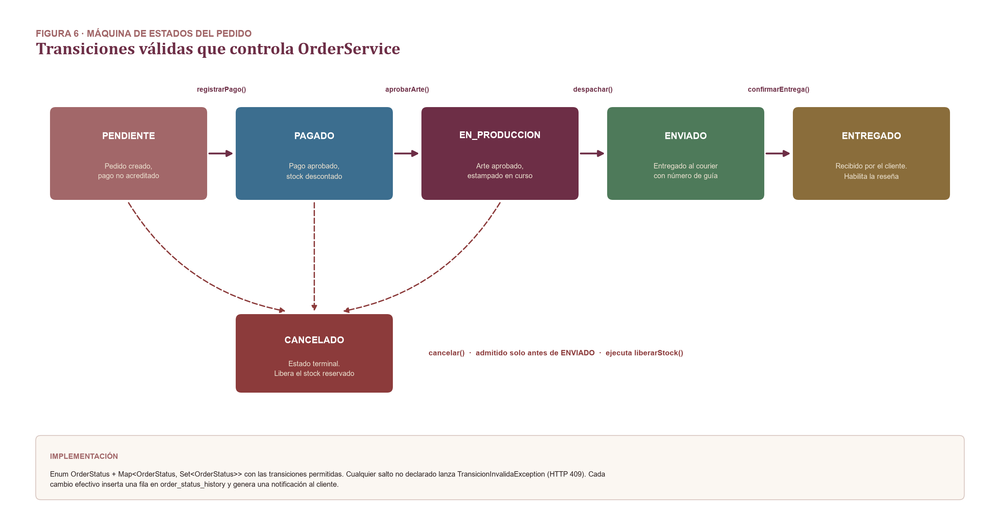 FIGURA 6 · MÁQUINA DE ESTADOS DEL PEDIDO
Transiciones válidas que controla OrderService
registrarPago()
aprobarArte()
despachar()
confirmarEntrega()
PENDIENTE
Pedido creado,
pago no acreditado
PAGADO
Pago aprobado,
stock descontado
EN_PRODUCCION
Arte aprobado,
estampado en curso
ENVIADO
Entregado al courier
con número de guía
ENTREGADO
Recibido por el cliente.
Habilita la reseña
CANCELADO
Estado terminal.
Libera el stock reservado
cancelar() · admitido solo antes de ENVIADO · ejecuta liberarStock()
IMPLEMENTACIÓN
Enum OrderStatus + Map<OrderStatus, Set<OrderStatus>> con las transiciones permitidas. Cualquier salto no declarado lanza TransicionInvalidaException (HTTP 409). Cada
cambio efectivo inserta una fila en order_status_history y genera una notificación al cliente.